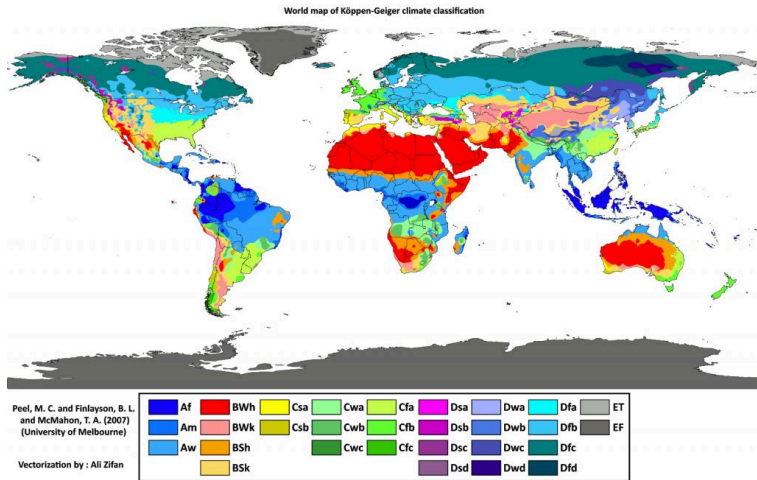 World map of Köppen-Geiger climate classification
Peel, M. C. and Finlayson, B. L.
and McMahon, T. A. (2007)
(University of Melbourne)
Vectorization by : Ali Zifan
Af BWh Csa Cwa Cfa Dsa Dwa Dfa ET
Am BWk Csb Cwb Cfb Dsb Dwb Dfb EF
Aw BSh Cwc Cfc Dsc Dwc Dfc
BSk Dsd Dwd Dfd